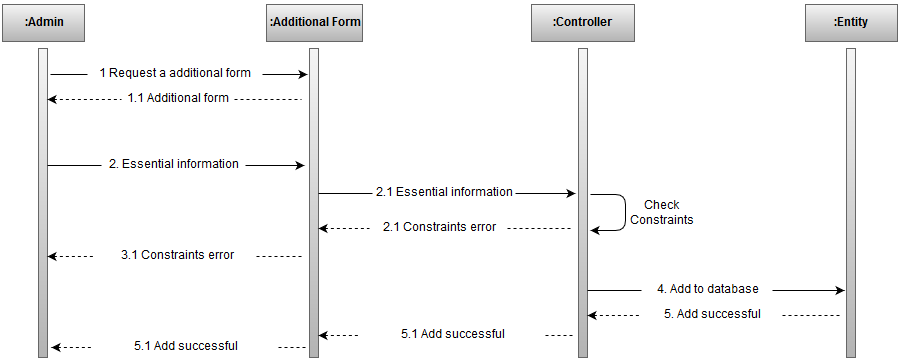 :Admin
:Additional Form
:Controller
:Entity
1 Request a additional form
1.1 Additional form
2. Essential information
2.1 Essential information
Check
Constraints
2.1 Constraints error
3.1 Constraints error
4. Add to database
5. Add successful
5.1 Add successful
5.1 Add successful